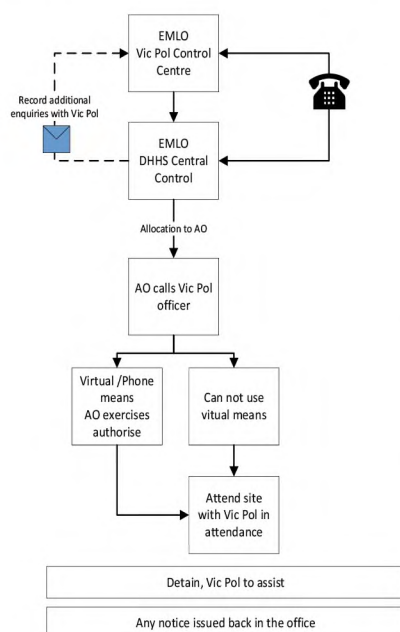 EMLO
Vic Pol Control
Centre
Record additional
enquiries with Vic Pol
EMLO
DHHS Central
Control
Allocation to AO
AO calls Vic Pol
officer
Virtual /Phone
means
AO exercises
authorise
Can not use
vitual means
Attend site
with Vic Pol in
attendance
Detain, Vic Pol to assist
Any notice issued back in the office